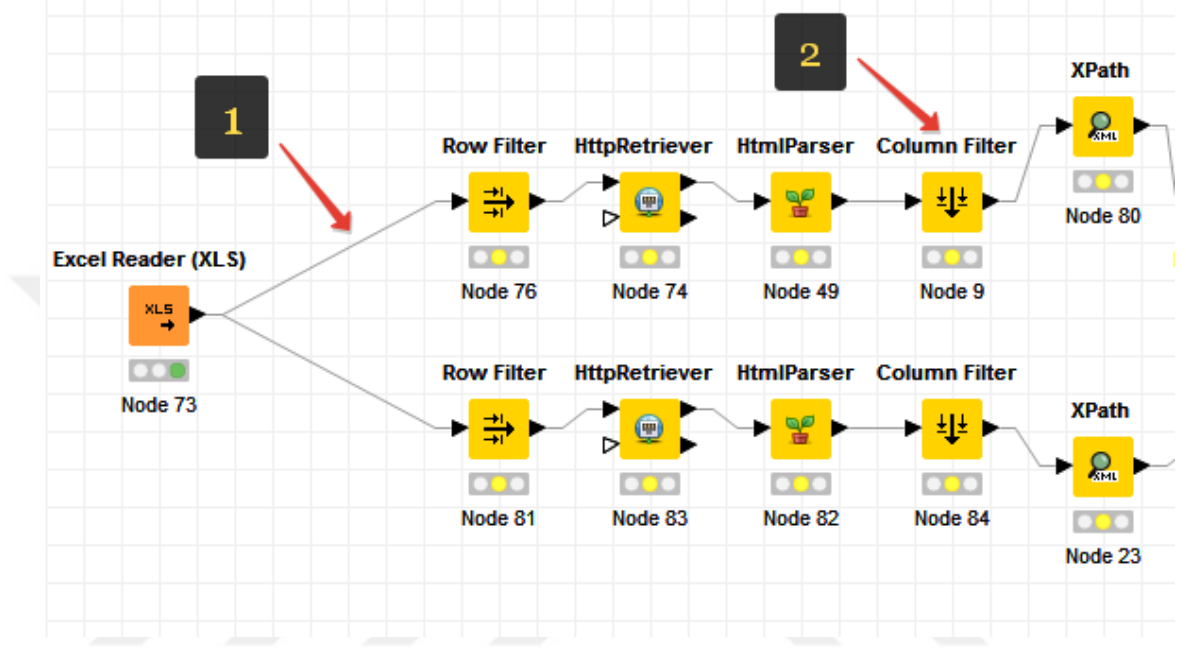 1
2
XPath
XML
Node 80
Row Filter
HttpRetriever
HtmlParser
Column Filter
Node 76
Node 74
Node 49
Node 9
Excel Reader (XLS)
XLS
Node 73
Row Filter
HttpRetriever
HtmlParser
Column Filter
Node 81
Node 83
Node 82
Node 84
XPath
XML
Node 23